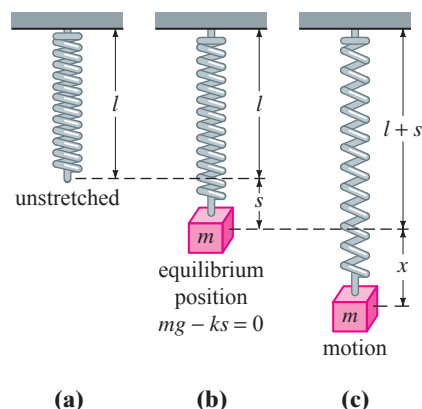 l
unstretched
l
s
m
equilibrium
position
mg − ks = 0
l + s
x
m
motion
(a)
(b)
(c)